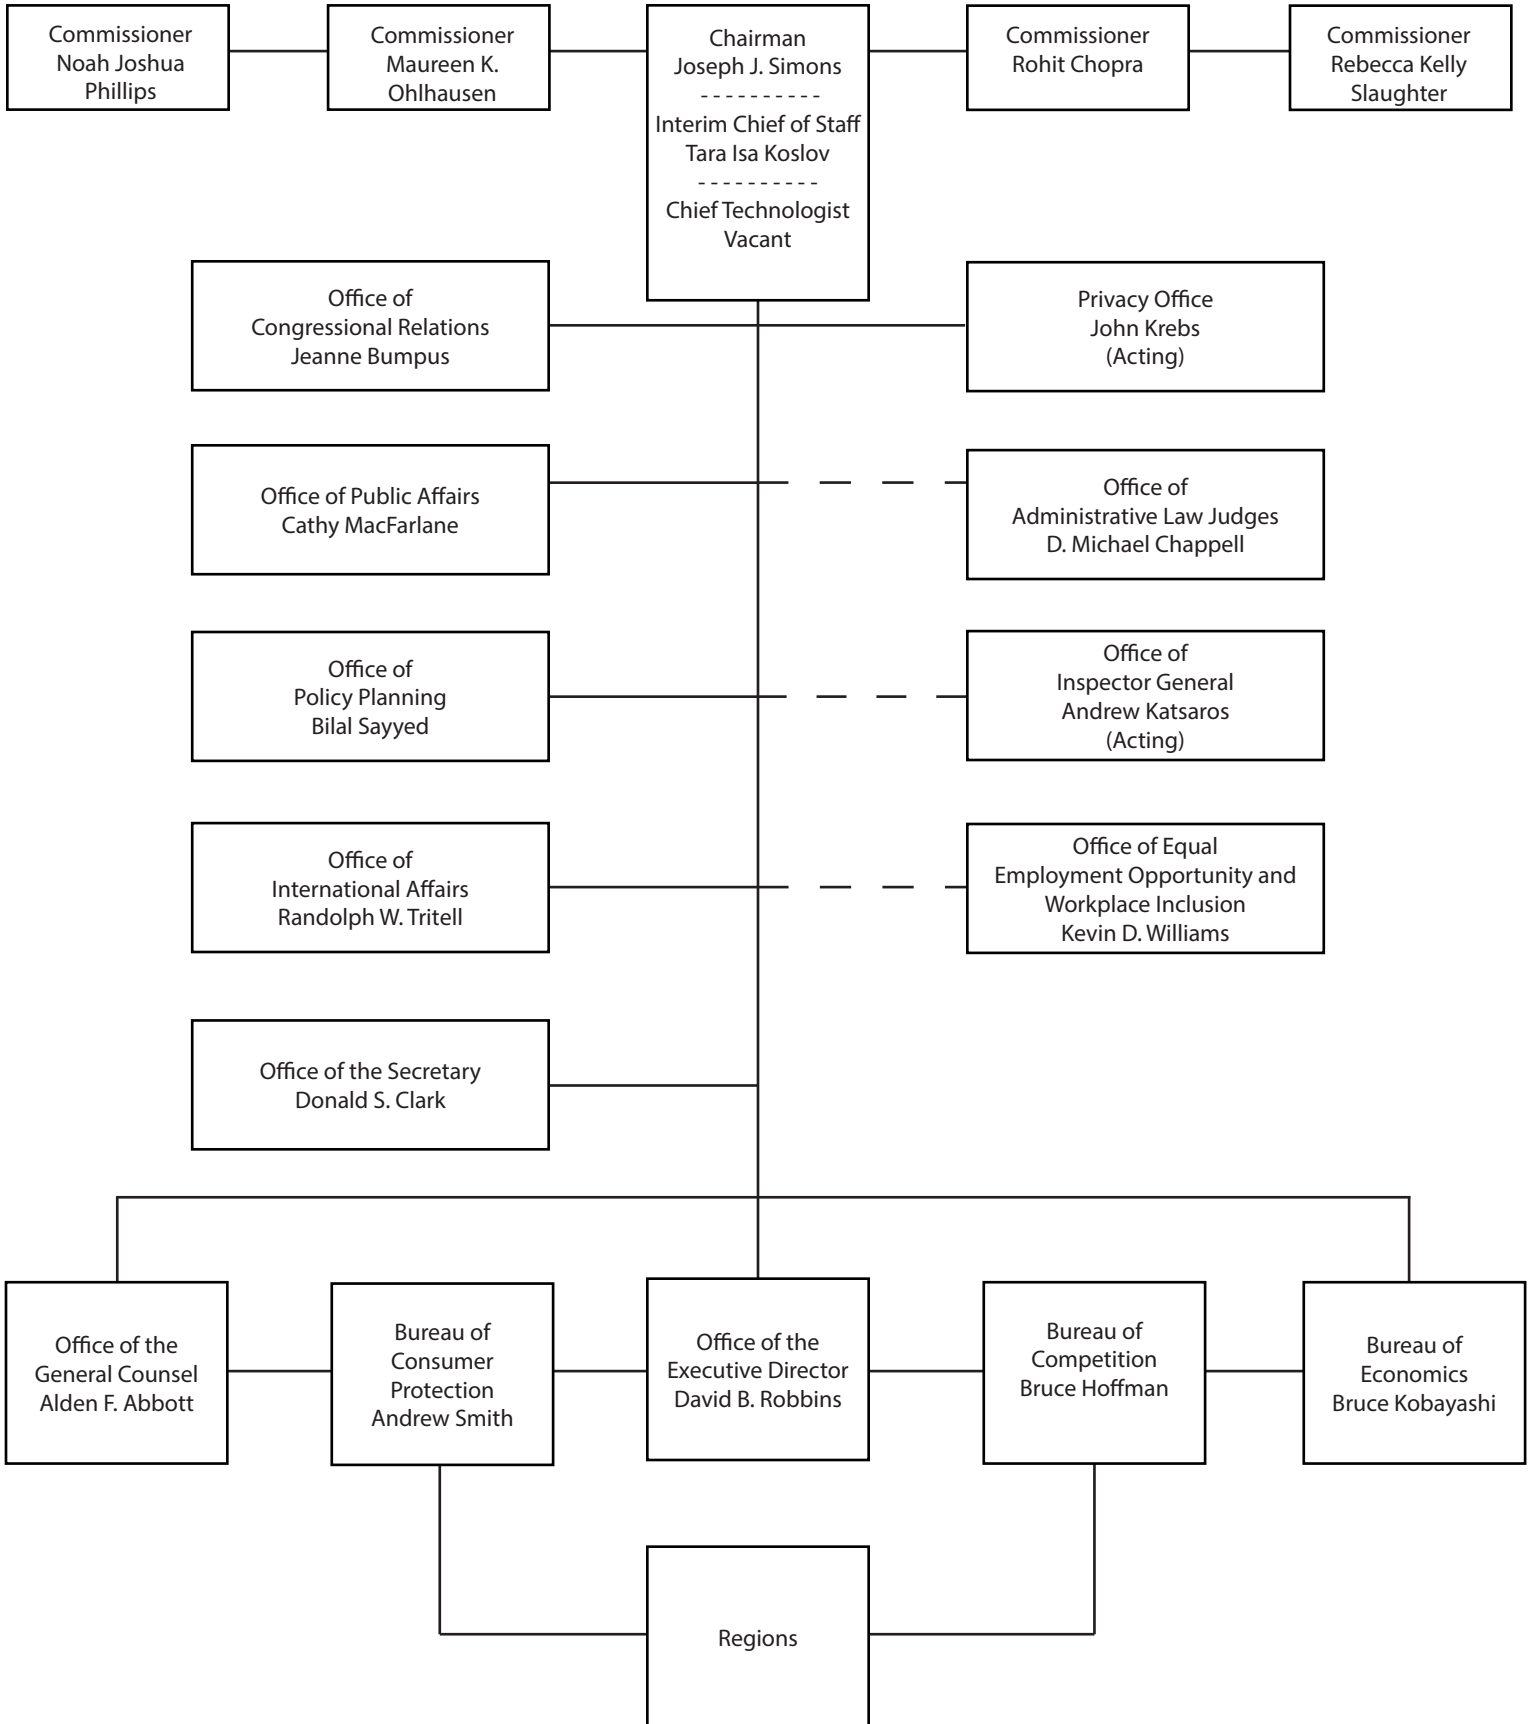 Commissioner
Noah Joshua
Phillips
Commissioner
Maureen K.
Ohlhausen
Chairman
Joseph J. Simons
----------
Interim Chief of Staff
Tara Isa Koslov
----------
Chief Technologist
Vacant
Commissioner
Rohit Chopra
Commissioner
Rebecca Kelly
Slaughter
Office of
Congressional Relations
Jeanne Bumpus
Privacy Office
John Krebs
(Acting)
Office of Public Affairs
Cathy MacFarlane
Office of
Administrative Law Judges
D. Michael Chappell
Office of
Policy Planning
Bilal Sayyed
Office of
Inspector General
Andrew Katsaros
(Acting)
Office of
International Affairs
Randolph W. Tritell
Office of Equal
Employment Opportunity and
Workplace Inclusion
Kevin D. Williams
Office of the Secretary
Donald S. Clark
Office of the
General Counsel
Alden F. Abbott
Bureau of
Consumer
Protection
Andrew Smith
Office of the
Executive Director
David B. Robbins
Bureau of
Competition
Bruce Hoffman
Bureau of
Economics
Bruce Kobayashi
Regions